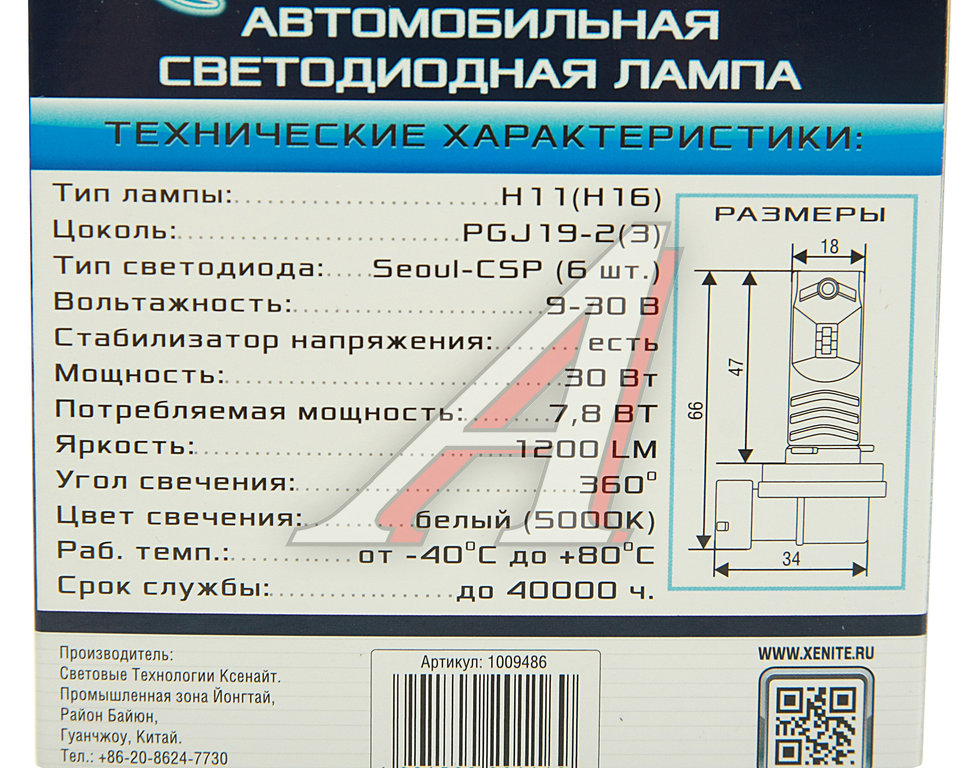 АВТОМОБИЛЬНАЯ
СВЕТОДИОДНАЯ ЛАМПА
ТЕХНИЧЕСКИЕ ХАРАКТЕРИСТИКИ:
Тип лампы:......H11(H16)
Цоколь:......PGJ19-2(3)
Тип светодиода:.....Seoul-CSP (6 шт.)
Вольтажность:......9-30 В
Стабилизатор напряжения:......есть
Мощность:......30 Вт
Потребляемая мощность:......7,8 ВТ
Яркость:......1200 LM
Угол свечения:......360°
Цвет свечения:......белый (5000K)
Раб. темп.:......от -40°C до +80°C
Срок службы:......до 40000 ч.
РАЗМЕРЫ
18
47
66
34
Производитель:
Световые Технологии Ксенайт.
Промышленная зона Йонгтай,
Район Байюн,
Гуанчжоу, Китай.
Тел.: +86-20-8624-7730
Артикул: 1009486
WWW.XENITE.RU